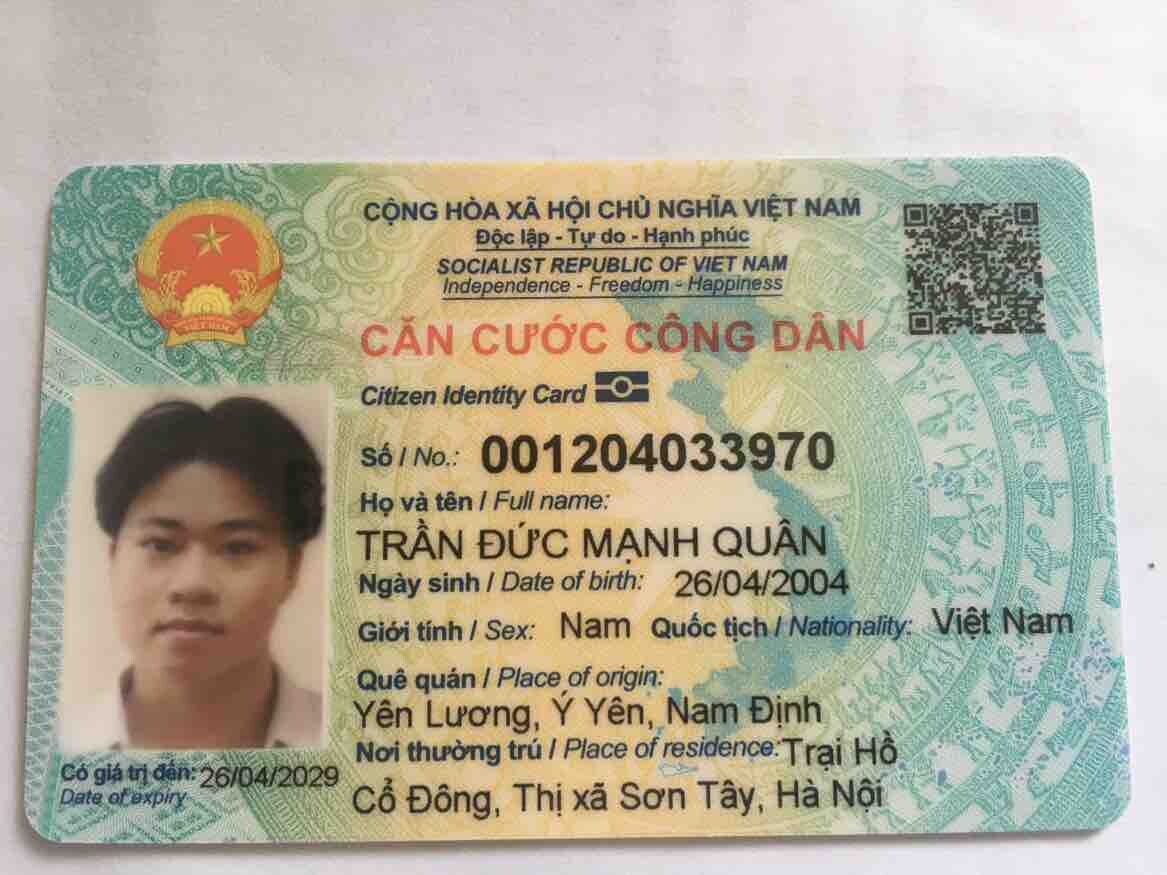 CỘNG HÒA XÃ HỘI CHỦ NGHĨA VIỆT NAM
Độc lập - Tự do - Hạnh phúc
SOCIALIST REPUBLIC OF VIET NAM
Independence - Freedom - Happiness
CĂN CƯỚC CÔNG DÂN
Citizen Identity Card
Số / No.: 001204033970
Họ và tên / Full name:
TRẦN ĐỨC MẠNH QUÂN
Ngày sinh / Date of birth: 26/04/2004
Giới tính / Sex: Nam Quốc tịch / Nationality: Việt Nam
Quê quán / Place of origin:
Yên Lương, Ý Yên, Nam Định
Nơi thường trú / Place of residence: Trại Hồ
Cổ Đông, Thị xã Sơn Tây, Hà Nội
Có giá trị đến: 26/04/2029
Date of expiry
VIỆT NAM